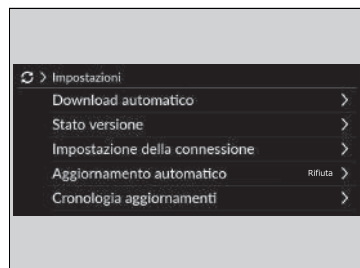 Impostazioni
Download automatico
Stato versione
Impostazione della connessione
Aggiornamento automatico Rifiuta
Cronologia aggiornamenti